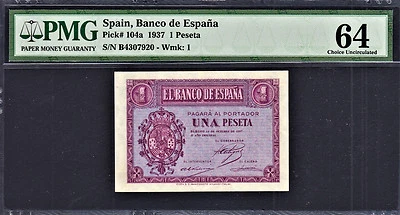 PMG
PAPER MONEY GUARANTY
Spain, Banco de España
Pick# 104a 1937 1 Peseta
S/N B4307920 - Wmk: 1
64
Choice Uncirculated
EL BANCO DE ESPAÑA
PAGARÁ AL PORTADOR
UNA PESETA